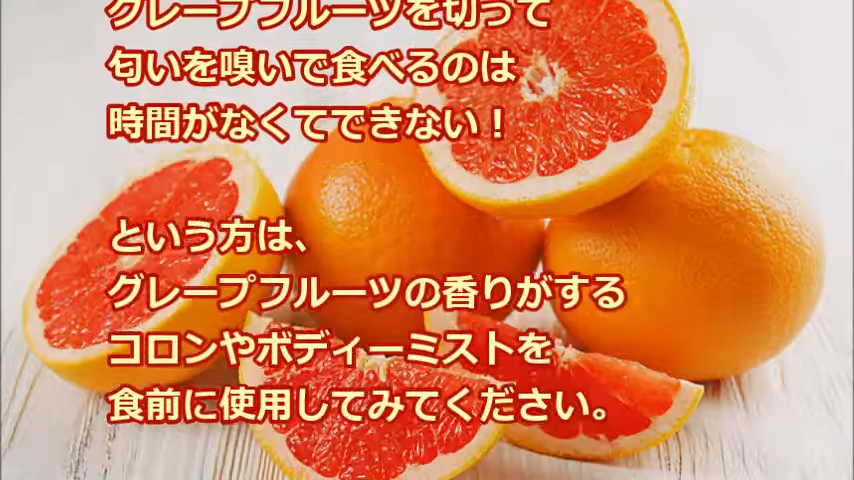 グレープフルーツを切って
匂いを嗅いで食べるのは
時間がなくてできない！
という方は、
グレープフルーツの香りがする
コロンやボディーミストを
食前に使用してみてください。